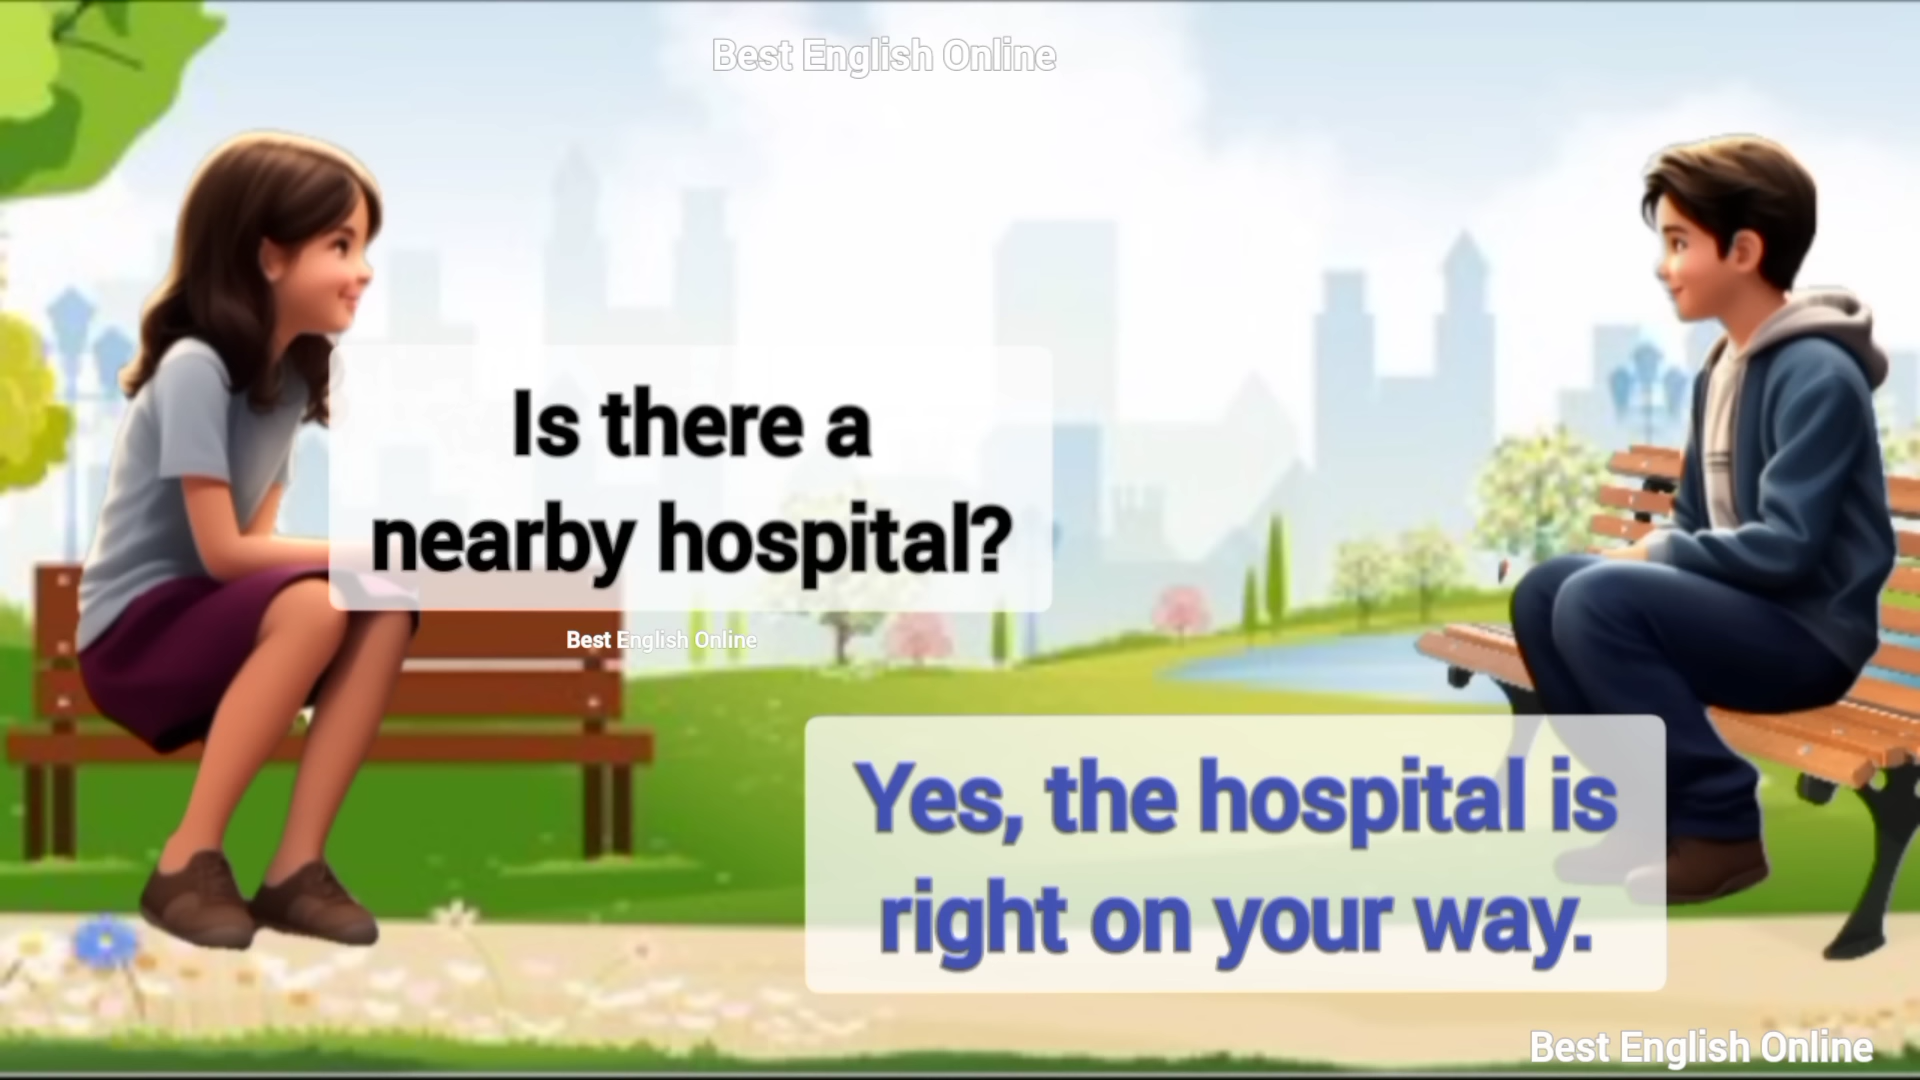 Best English Online
Is there a
nearby hospital?
Best English Online
Yes, the hospital is
right on your way.
Best English Online